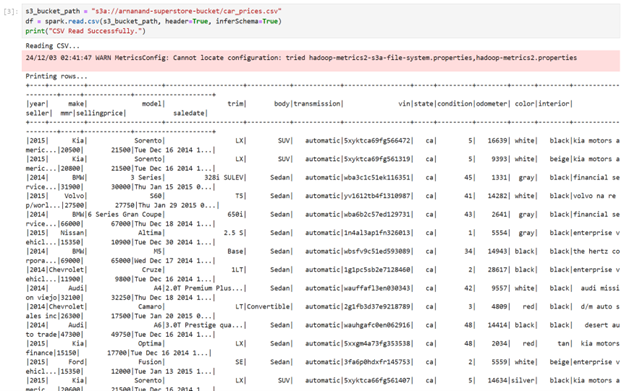 [3]: s3_bucket_path = "s3a://arnanand-superstore-bucket/car_prices.csv"
df = spark.read.csv(s3_bucket_path, header=True, inferSchema=True)
print("CSV Read Successfully.")
Reading CSV...
24/12/03 02:41:47 WARN MetricsConfig: Cannot locate configuration: tried hadoop-metrics2-s3a-file-system.properties,hadoop-metrics2.properties
Printing rows...
|year| make| model| trim| body|transmission| vin|state|condition|odometer| color|interior|
seller| mmr|sellingprice| saledate|
|2015| Kia| Sorento| LX| SUV| automatic|5xyktca69fg566472| ca| 5| 16639| white| black|kia motors a
meric...|20500| 21500|Tue Dec 16 2014 1...|
|2015| Kia| Sorento| LX| SUV| automatic|5xyktca69fg561319| ca| 5| 9393| white| beige|kia motors a
meric...|20800| 21500|Tue Dec 16 2014 1...|
|2014| BMW| 3 Series| 328i SULEV| Sedan| automatic|wba3c1c51ek116351| ca| 45| 1331| gray| black|financial se
rvice...|31900| 30000|Thu Jan 15 2015 0...|
|2015| Volvo| S60| T5| Sedan| automatic|yv1612tb4f1310987| ca| 41| 14282| white| black|volvo na re
p/worl...|27500| 27750|Thu Jan 29 2015 0...|
|2014| BMW|6 Series Gran Coupe| 650i| Sedan| automatic|wba6b2c57ed129731| ca| 43| 2641| gray| black|financial se
rvice...|66000| 67000|Thu Dec 18 2014 1...|
|2015| Nissan| Altima| 2.5 S| Sedan| automatic|1n4al3ap1fn326013| ca| 1| 5554| gray| black|enterprise v
ehicl...|15350| 10900|Tue Dec 30 2014 1...|
|2014| BMW| M5| Base| Sedan| automatic|wbsfv9c51ed593089| ca| 34| 14943| black| black|the hertz co
rpora...|69000| 65000|Wed Dec 17 2014 1...|
|2014|Chevrolet| Cruze| 1LT| Sedan| automatic|1g1pc5sb2e7128460| ca| 2| 28617| black| black|enterprise v
ehicl...|11900| 9800|Tue Dec 16 2014 1...|
|2014| Audi| A4|2.0T Premium Plus...| Sedan| automatic|wauffafl3en030343| ca| 42| 9557| white| black| audi missi
on viejo|32100| 32250|Thu Dec 18 2014 1...|
|2014|Chevrolet| Camaro| LT|Convertible| automatic|2g1fb3d37e9218789| ca| 3| 4809| red| black| d/m auto s
ales inc|26300| 17500|Tue Jan 20 2015 0...|
|2014| Audi| A6|3.0T Prestige qua...| Sedan| automatic|wauhgafc0en062916| ca| 48| 14414| black| black| desert au
to trade|47300| 49750|Tue Dec 16 2014 1...|
|2015| Kia| Optima| LX| Sedan| automatic|5xxgm4a73fg353538| ca| 48| 2034| red| tan| kia motors
finance|15150| 17700|Tue Dec 16 2014 1...|
|2015| Ford| Fusion| SE| Sedan| automatic|3fa6p0hdxfr145753| ca| 2| 5559| white| beige|enterprise v
ehicl...|15350| 12000|Tue Jan 13 2015 1...|
|2015| Kia| Sorento| LX| SUV| automatic|5xyktca66fg561407| ca| 5| 14634|silver| black|kia motors a